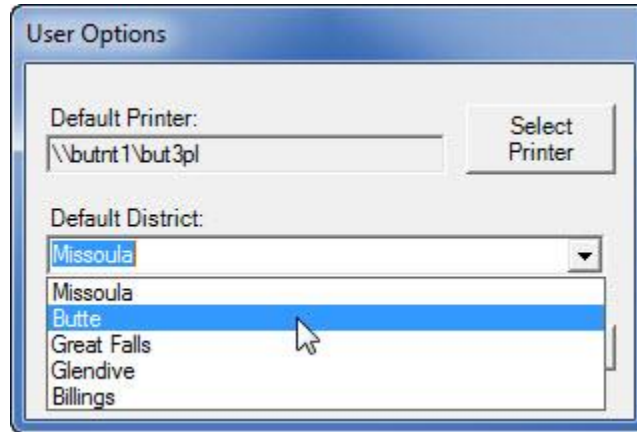 User Options
Default Printer:
\\butnt1\but3pl
Select
Printer
Default District:
Missoula
Missoula
Butte
Great Falls
Glendive
Billings